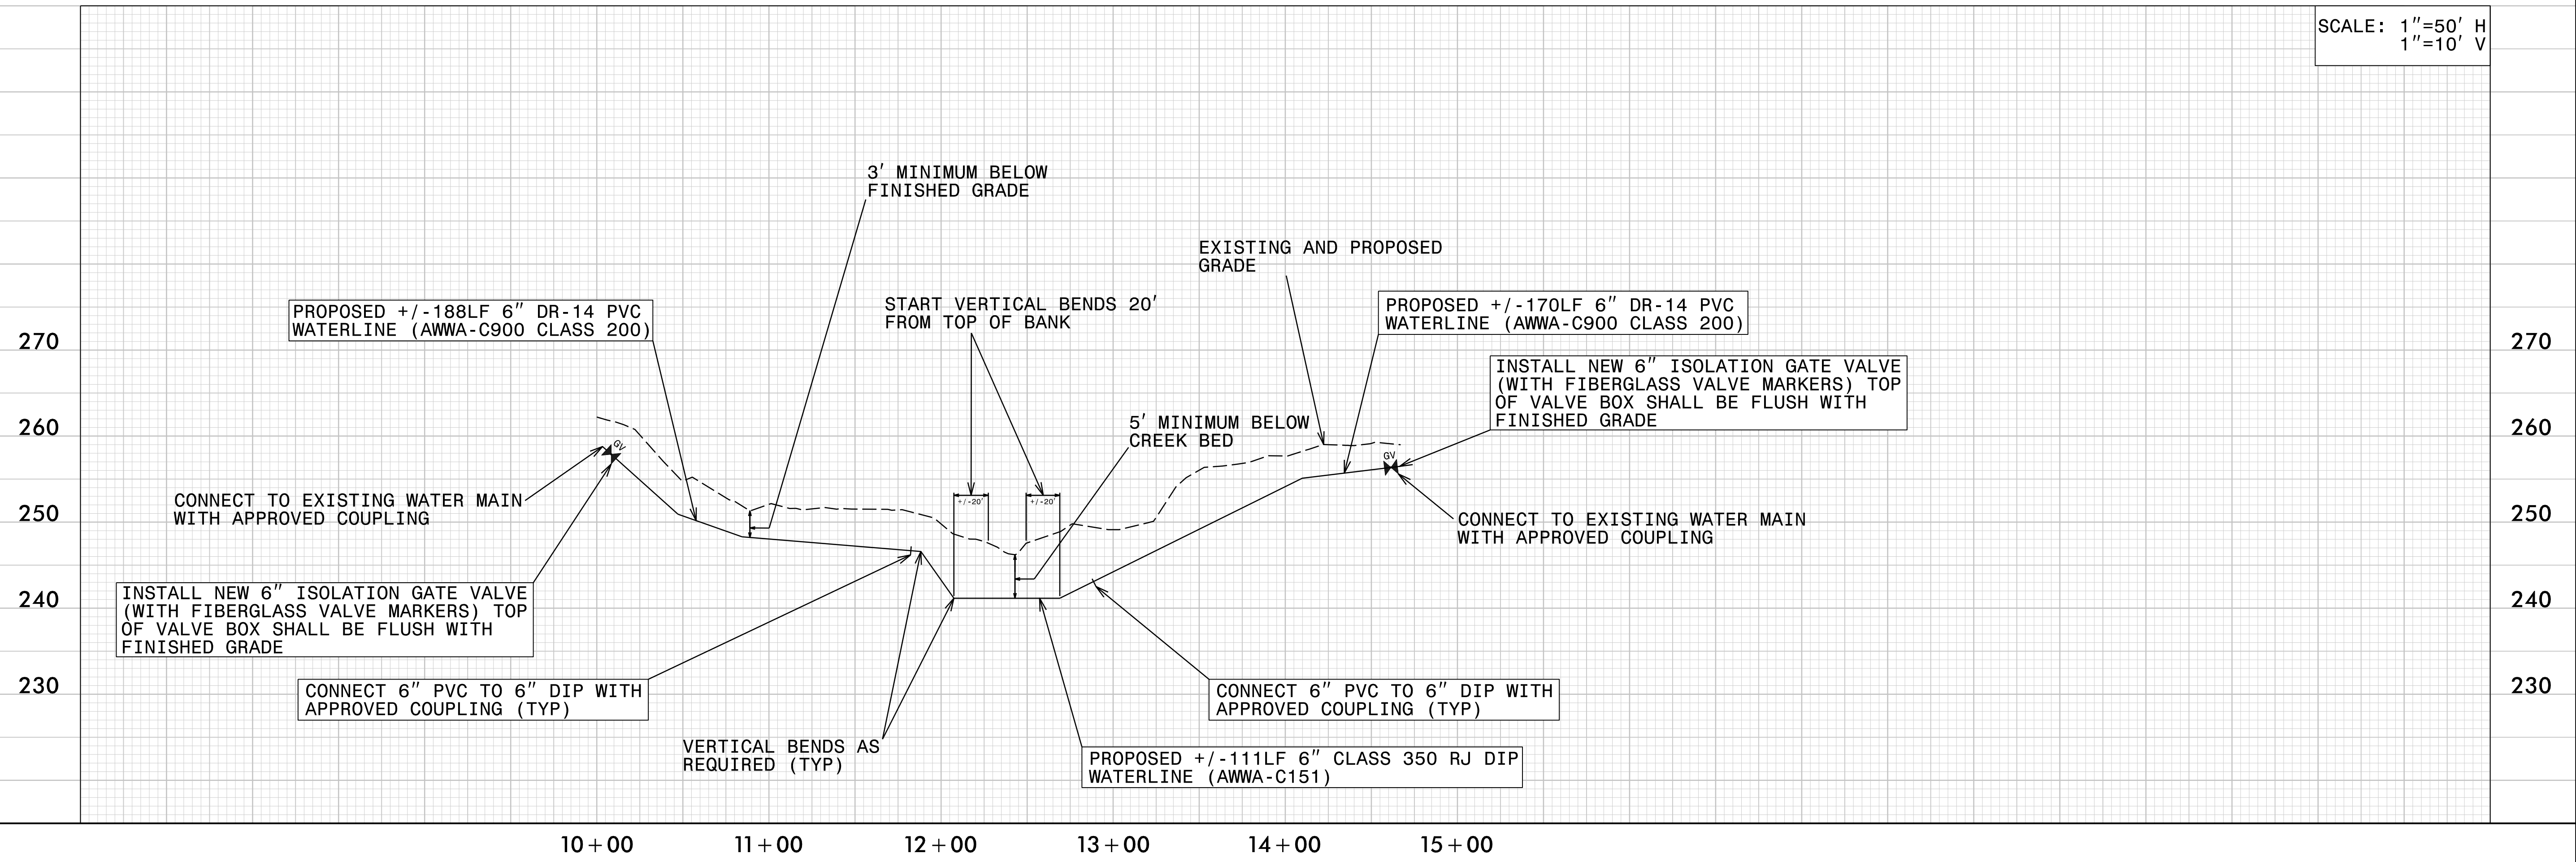 SCALE: 1"=50' H
1"=10' V
3' MINIMUM BELOW
FINISHED GRADE
EXISTING AND PROPOSED
GRADE
START VERTICAL BENDS 20'
FROM TOP OF BANK
PROPOSED +/-188LF 6" DR-14 PVC
WATERLINE (AWWA-C900 CLASS 200)
PROPOSED +/-170LF 6" DR-14 PVC
WATERLINE (AWWA-C900 CLASS 200)
270
270
INSTALL NEW 6" ISOLATION GATE VALVE
(WITH FIBERGLASS VALVE MARKERS) TOP
OF VALVE BOX SHALL BE FLUSH WITH
FINISHED GRADE
5' MINIMUM BELOW
CREEK BED
260
260
GV
GV
CONNECT TO EXISTING WATER MAIN
WITH APPROVED COUPLING
+/-20'
+/-20'
250
250
CONNECT TO EXISTING WATER MAIN
WITH APPROVED COUPLING
INSTALL NEW 6" ISOLATION GATE VALVE
(WITH FIBERGLASS VALVE MARKERS) TOP
OF VALVE BOX SHALL BE FLUSH WITH
FINISHED GRADE
240
240
230
230
CONNECT 6" PVC TO 6" DIP WITH
APPROVED COUPLING (TYP)
CONNECT 6" PVC TO 6" DIP WITH
APPROVED COUPLING (TYP)
VERTICAL BENDS AS
REQUIRED (TYP)
PROPOSED +/-111LF 6" CLASS 350 RJ DIP
WATERLINE (AWWA-C151)
10+00 11+00 12+00 13+00 14+00 15+00